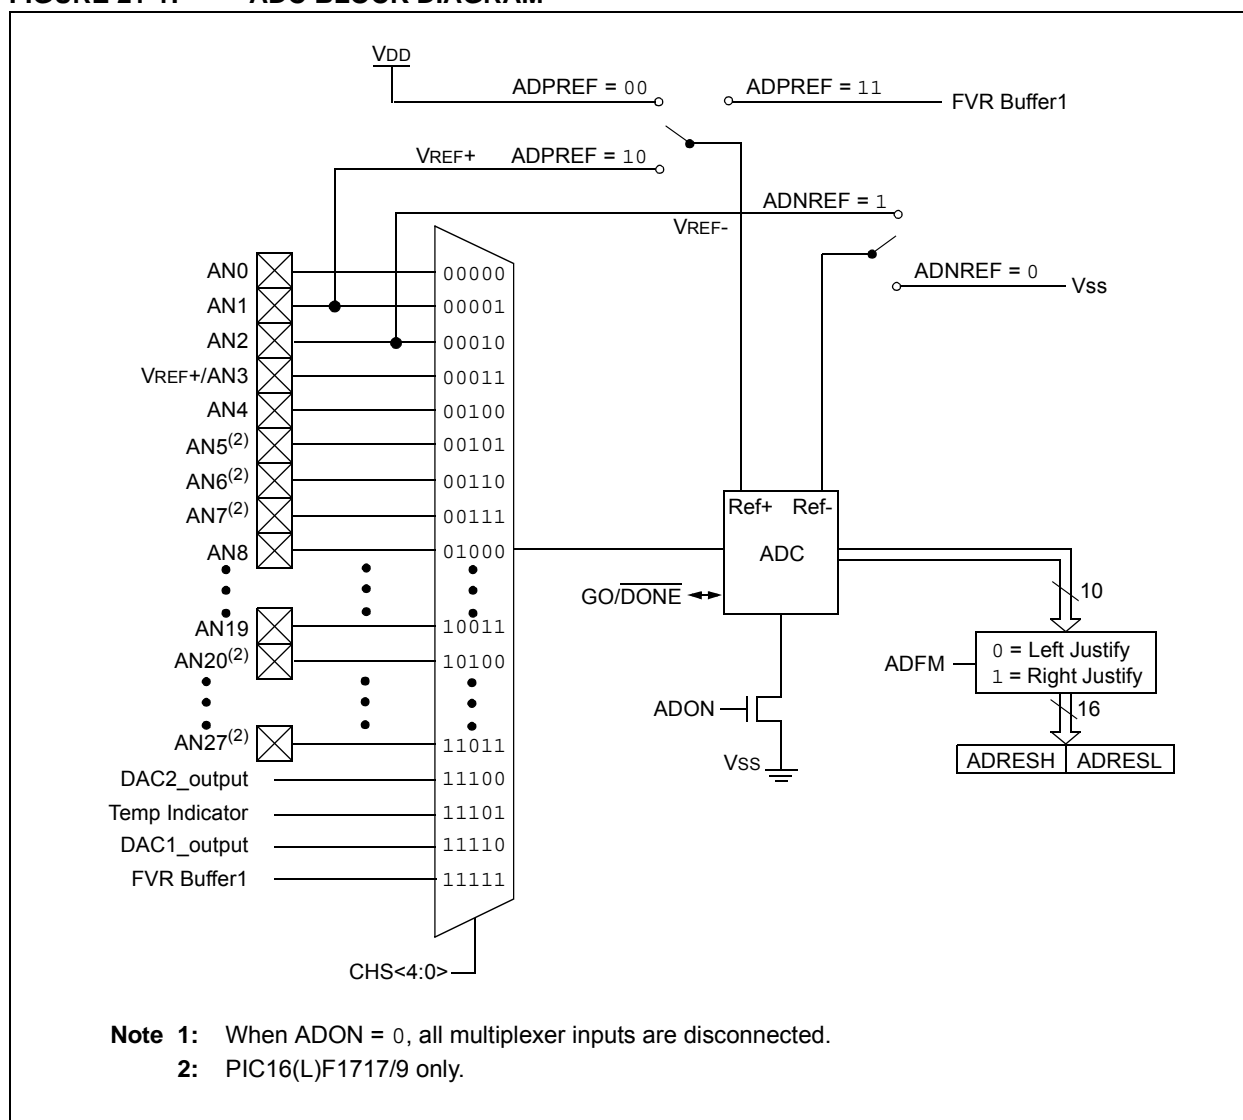 VDD
ADPREF = 00
ADPREF = 11
FVR Buffer1
VREF+
ADPREF = 10
ADNREF = 1
VREF-
ADNREF = 0
Vss
AN0
00000
AN1
00001
AN2
00010
VREF+/AN3
00011
AN4
00100
AN5(2)
00101
AN6(2)
00110
AN7(2)
00111
AN8
01000
Ref+ Ref-
ADC
GO/DONE
10
AN19
10011
AN20(2)
10100
ADFM
0 = Left Justify
1 = Right Justify
16
ADON
AN27(2)
11011
Vss
ADRESH ADRESL
DAC2_output
11100
Temp Indicator
11101
DAC1_output
11110
FVR Buffer1
11111
CHS<4:0>
Note 1: When ADON = 0, all multiplexer inputs are disconnected.
2: PIC16(L)F1717/9 only.